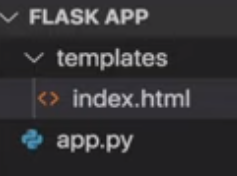 FLASK APP
templates
<> index.html
app.py